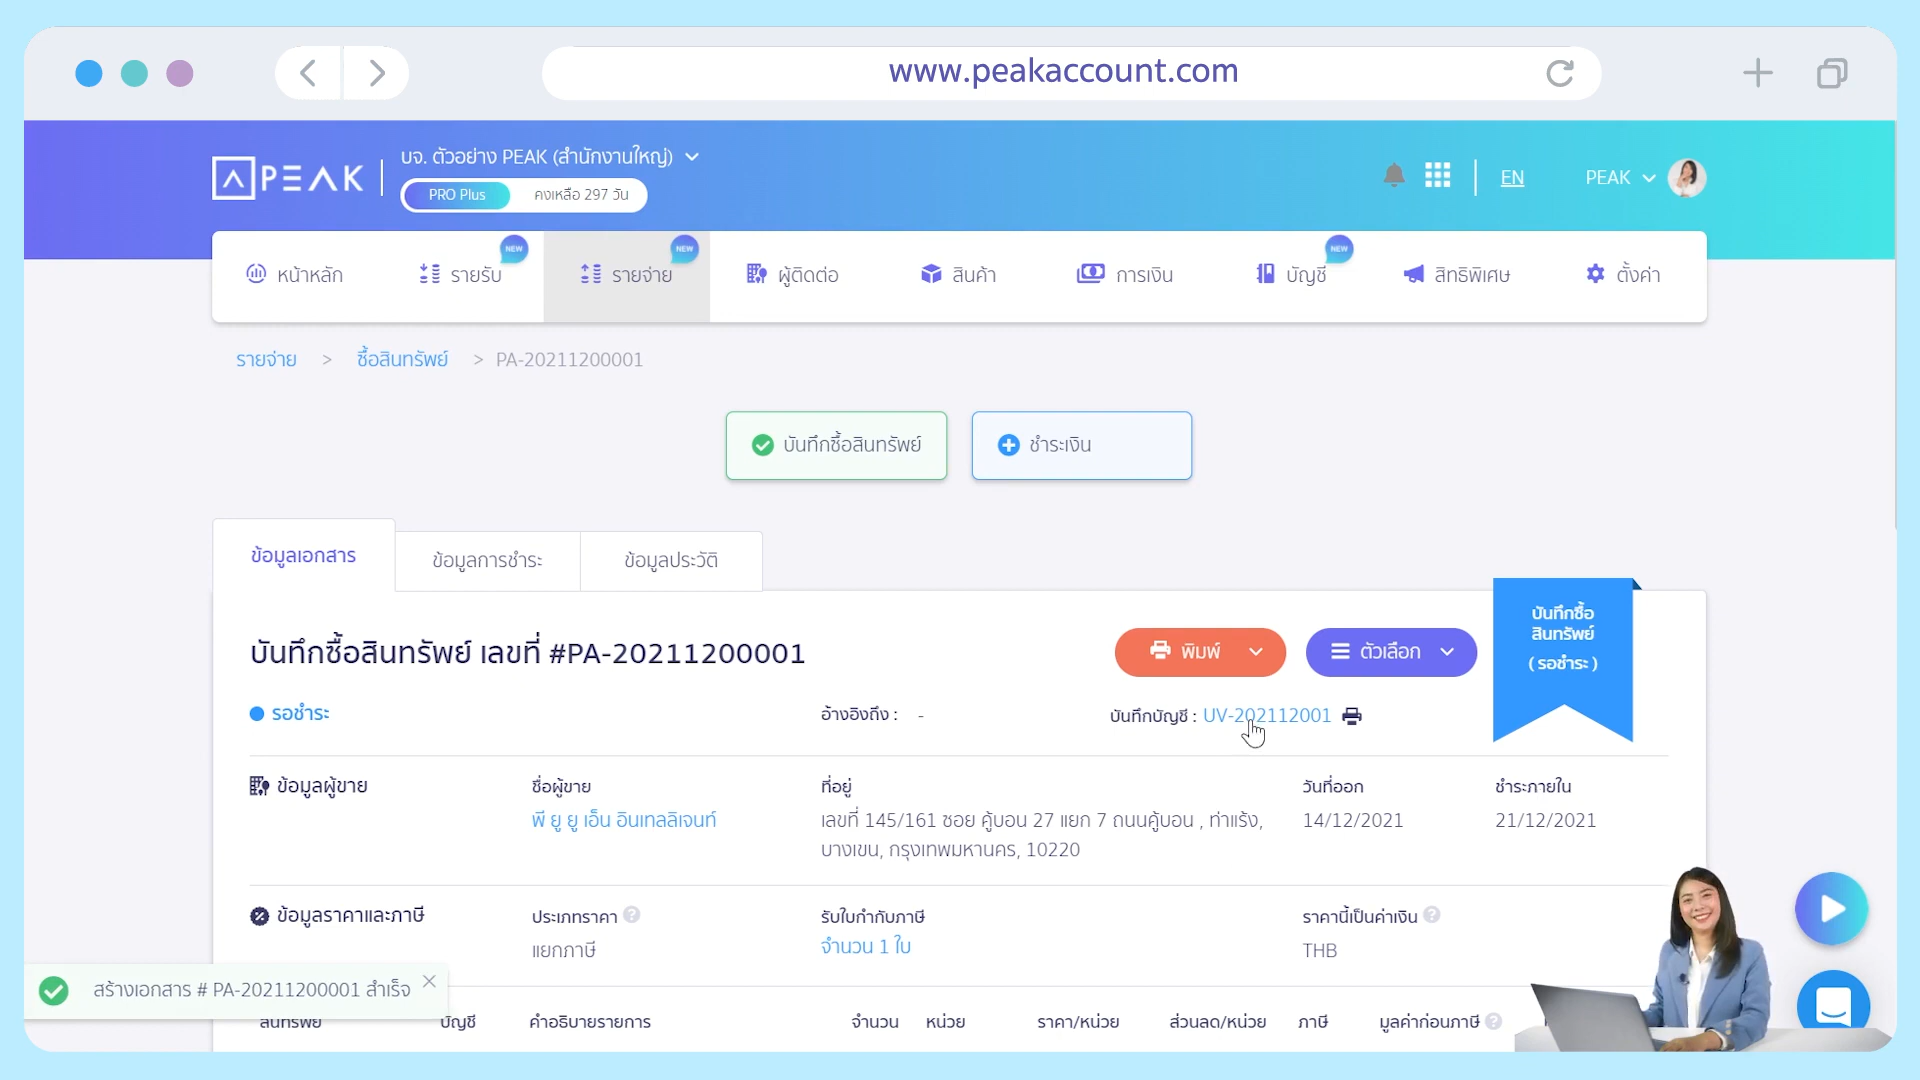 www.peakaccount.com
PEAK
บจ. ตัวอย่าง PEAK (สำนักงานใหญ่)
PRO Plus
คงเหลือ 297 วัน
EN
PEAK
หน้าหลัก
NEW
รายรับ
NEW
รายจ่าย
ผู้ติดต่อ
สินค้า
การเงิน
NEW
บัญชี
สิทธิพิเศษ
ตั้งค่า
รายจ่าย > ซื้อสินทรัพย์ > PA-20211200001
บันทึกซื้อสินทรัพย์
ชำระเงิน
ข้อมูลเอกสาร
ข้อมูลการชำระ
ข้อมูลประวัติ
บันทึกซื้อสินทรัพย์ เลขที่ #PA-20211200001
พิมพ์
ตัวเลือก
บันทึกซื้อ
สินทรัพย์
( รอชำระ )
รอชำระ
อ้างอิงถึง : -
บันทึกบัญชี : UV-202112001
ข้อมูลผู้ขาย
ชื่อผู้ขาย
พี ยู ยู เอ็น อินเทลลิเจนท์
ที่อยู่
เลขที่ 145/161 ซอย คู้บอน 27 แยก 7 ถนนคู้บอน , ท่าแร้ง,
บางเขน, กรุงเทพมหานคร, 10220
วันที่ออก
14/12/2021
ชำระภายใน
21/12/2021
ข้อมูลราคาและภาษี
ประเภทราคา
แยกภาษี
รับใบกำกับภาษี
จำนวน 1 ใบ
ราคานี้เป็นค่าเงิน
THB
สร้างเอกสาร # PA-20211200001 สำเร็จ
สินทรัพย์
บัญชี
คำอธิบายรายการ
จำนวน
หน่วย
ราคา/หน่วย
ส่วนลด/หน่วย
ภาษี
มูลค่าก่อนภาษี